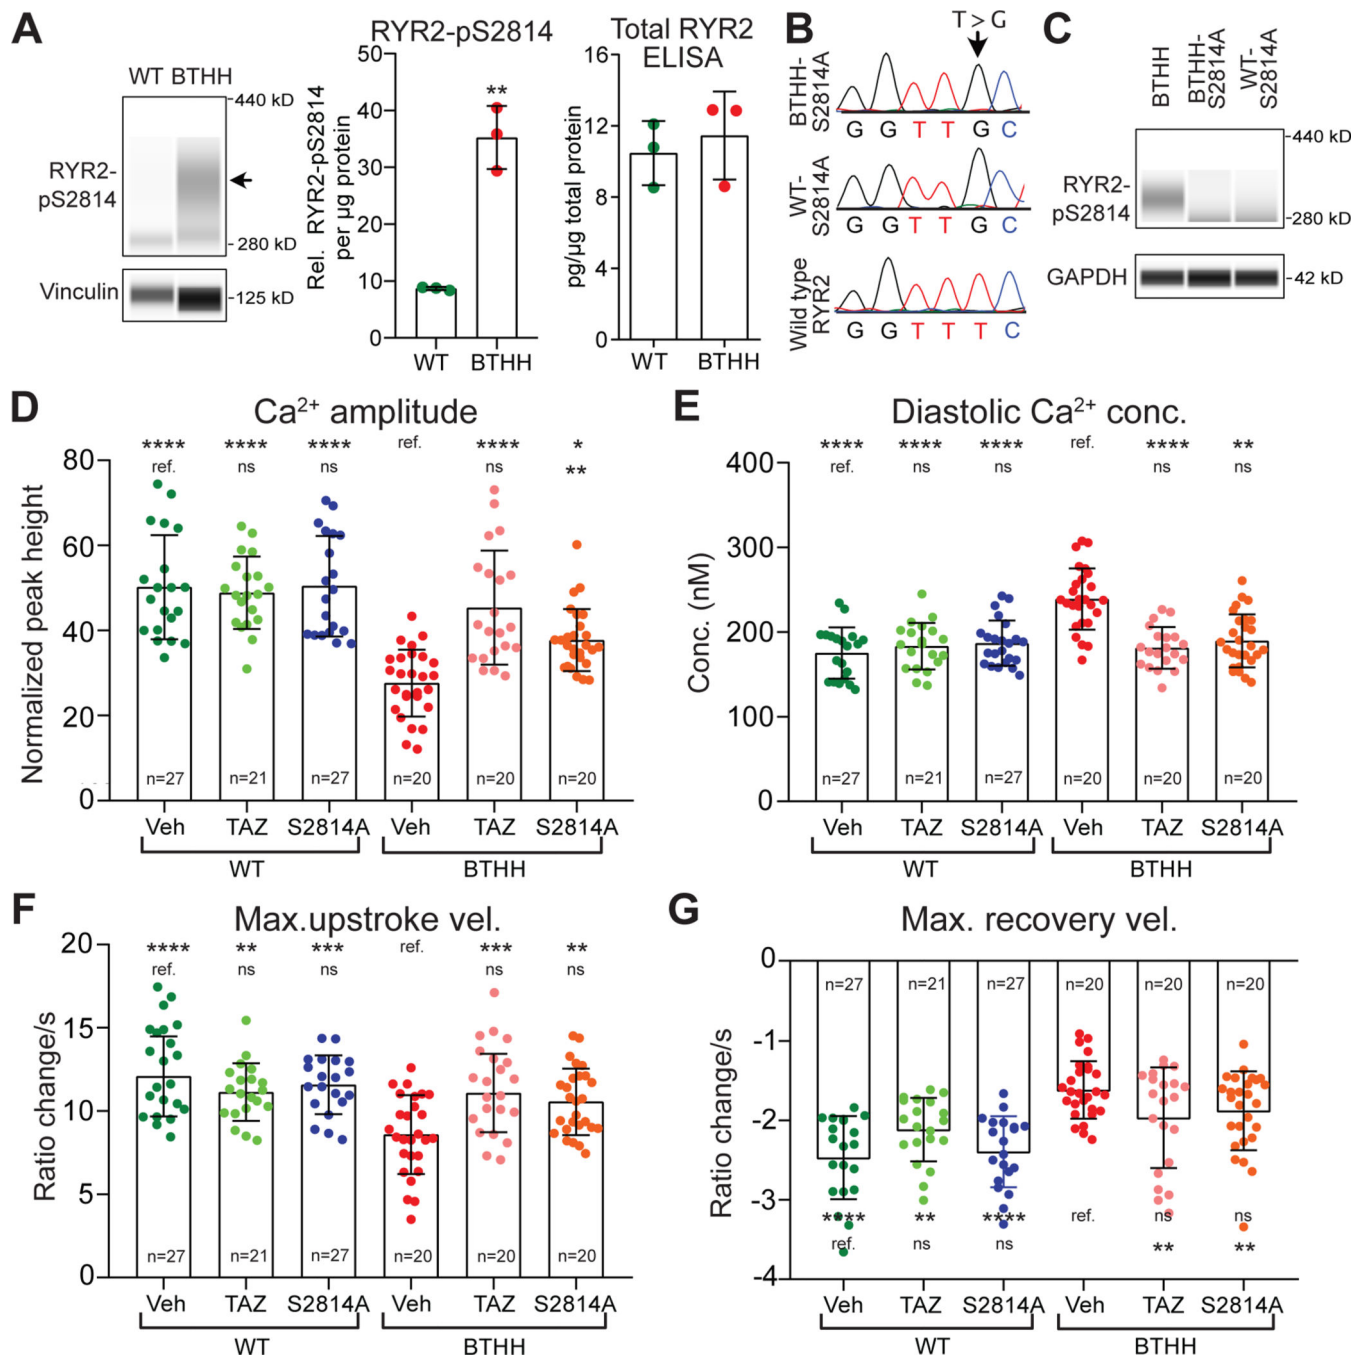 A
WT BTHH
-440 kD
RYR2-
pS2814
- 280 kD
Vinculin
-125 kD
RYR2-pS2814
Rel. RYR2-pS2814
per µg protein
50
40
30
20
10
0
**
WT
BTHH
Total RYR2
ELISA
pg/µg total protein
16
12
8
4
0
WT
BTHH
B
T > G
BTHH-
S2814A
G G T T G C
WT-
S2814A
G G T T G C
Wild type
RYR2
G G T T T C
C
BTHH
BTHH-
S2814A
WT-
S2814A
440 kD
RYR2-
pS2814
-280 kD
GAPDH
-42 kD
D
Ca2+ amplitude
**** **** **** ref. **** *
ref. ns ns ns **
Normalized peak height
80
60
40
20
0
n=27 n=21 n=27 n=20 n=20 n=20
Veh TAZ S2814A Veh TAZ S2814A
WT BTHH
E
Diastolic Ca2+ conc.
**** **** **** ref. **** **
ref. ns ns ns ns
Conc. (nM)
400
300
200
100
0
n=27 n=21 n=27 n=20 n=20 n=20
Veh TAZ S2814A Veh TAZ S2814A
WT BTHH
F
Max.upstroke vel.
**** ** *** ref. *** **
ref. ns ns ns ns
Ratio change/s
20
15
10
5
0
n=27 n=21 n=27 n=20 n=20 n=20
Veh TAZ S2814A Veh TAZ S2814A
WT BTHH
G
Max. recovery vel.
Ratio change/s
0
-1
-2
-3
-4
n=27 n=21 n=27 n=20 n=20 n=20
**** ** **** ref. ns ns
ref. ns ns ** **
Veh TAZ S2814A Veh TAZ S2814A
WT BTHH